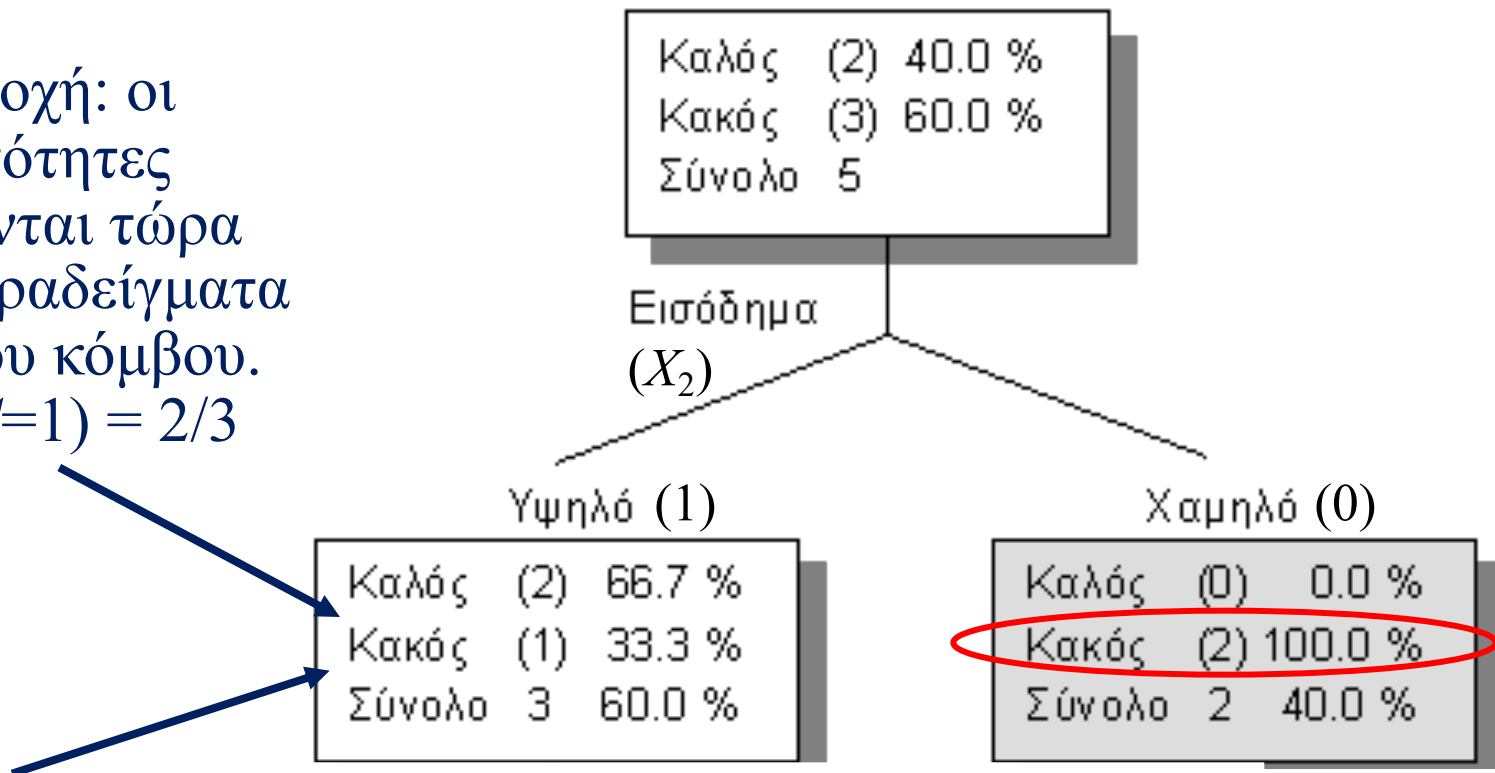 Καλός (2) 40.0 %
Κακός (3) 60.0 %
Σύνολο 5
οχή: οι
ότητες
νται τώρα
ραδείγματα
υ κόμβου.
=1) = 2/3
Εισόδημα
(X₂)
Υψηλό (1)
Χαμηλό (0)
Καλός (2) 66.7 %
Κακός (1) 33.3 %
Σύνολο 3 60.0 %
Καλός (0) 0.0 %
Κακός (2) 100.0 %
Σύνολο 2 40.0 %